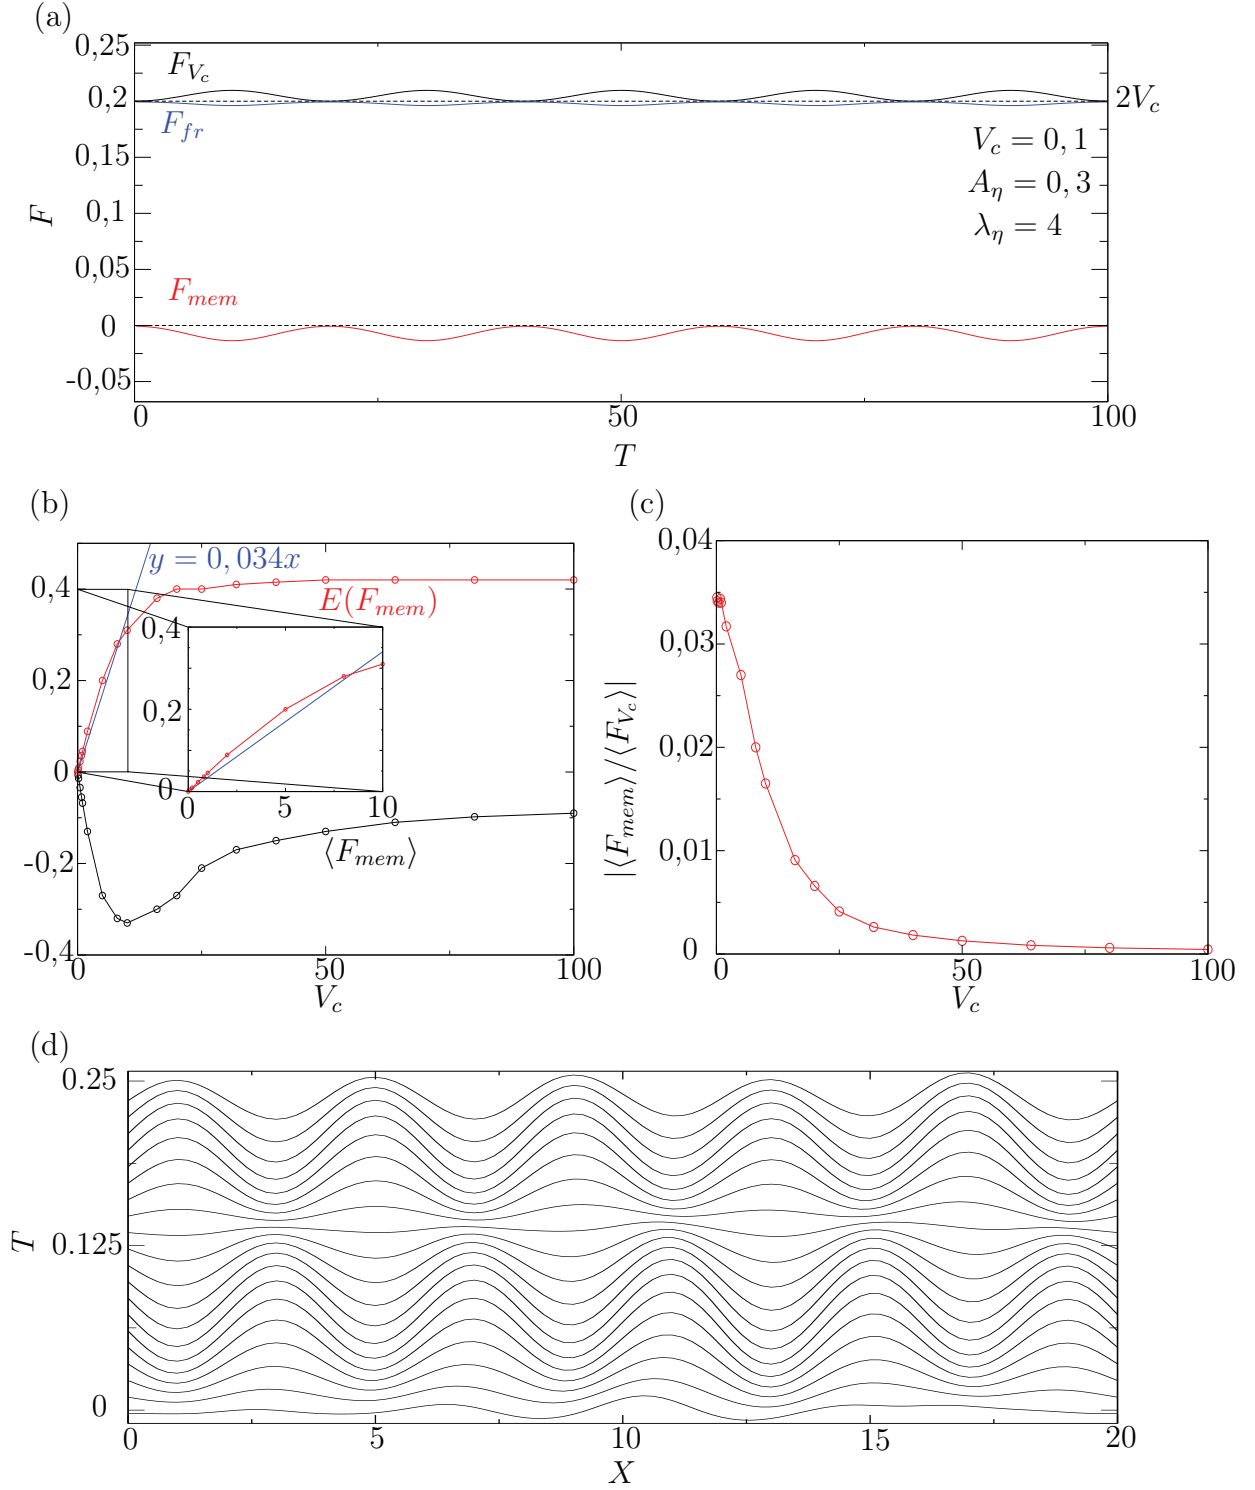 (a)
0,25
F_{V_c}
0,2
2V_c
F_{fr}
V_c = 0, 1
0,15
A_η = 0, 3
F
0,1
λ_η = 4
0,05
F_{mem}
0
-0,05
0
50
100
T
(b)
(c)
y = 0, 034x
0,4
E(F_{mem})
0,4
0,2
0,2
0
0
5
10
⟨F_{mem}⟩
-0,2
-0,4
0
50
100
V_c
0,04
0,03
0,02
|⟨F_{mem}⟩/⟨F_{V_c}⟩|
0,01
0
0
50
100
V_c
(d)
0.25
T
0.125
0
0
5
10
15
20
X